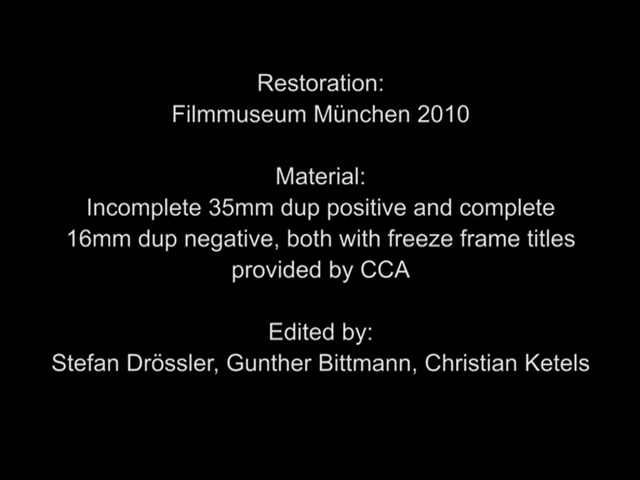 Restoration:
Filmmuseum München 2010
Material:
Incomplete 35mm dup positive and complete
16mm dup negative, both with freeze frame titles
provided by CCA
Edited by:
Stefan Drössler, Gunther Bittmann, Christian Ketels